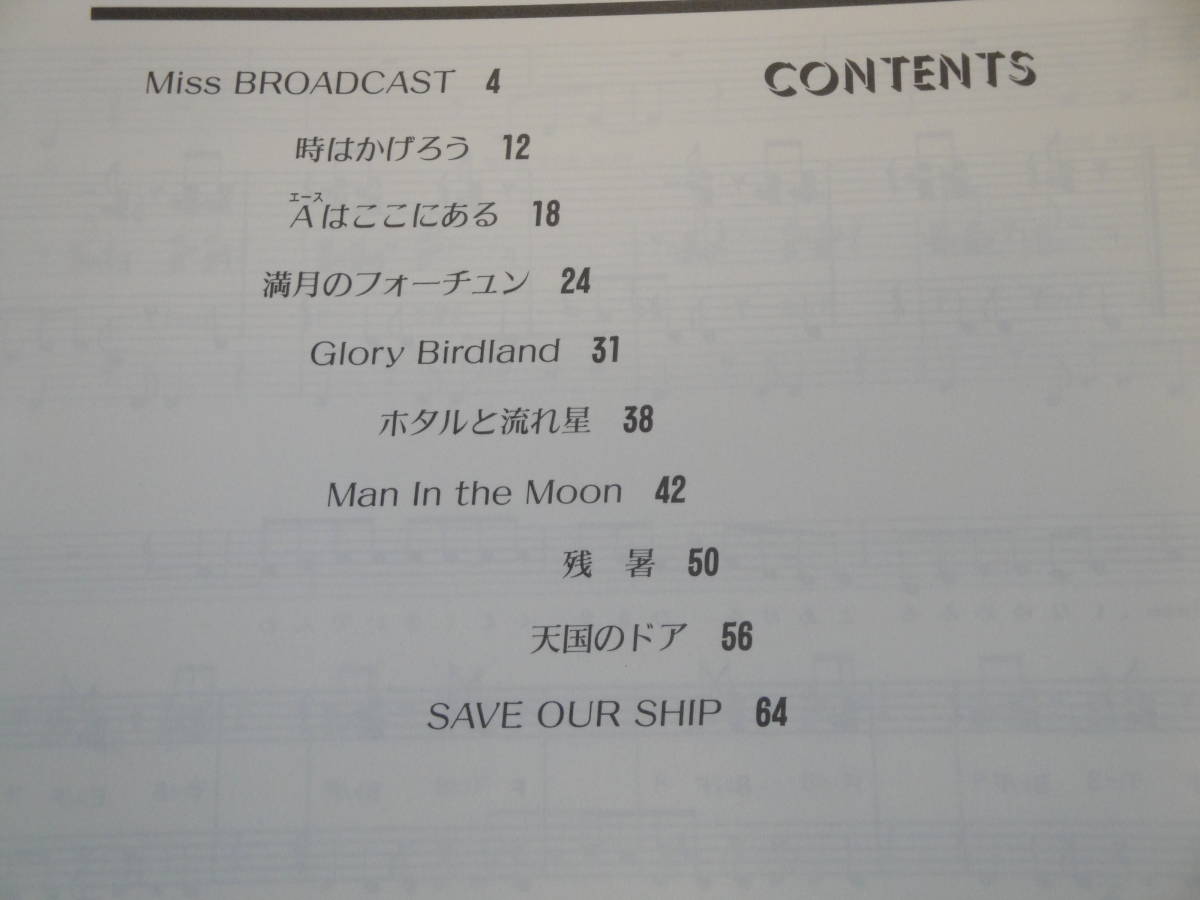 CONTENTS
Miss BROADCAST 4
時はかげろう 12
エース
Aはここにある 18
満月のフォーチュン 24
Glory Birdland 31
ホタルと流れ星 38
Man In the Moon 42
残 暑 50
天国のドア 56
SAVE OUR SHIP 64